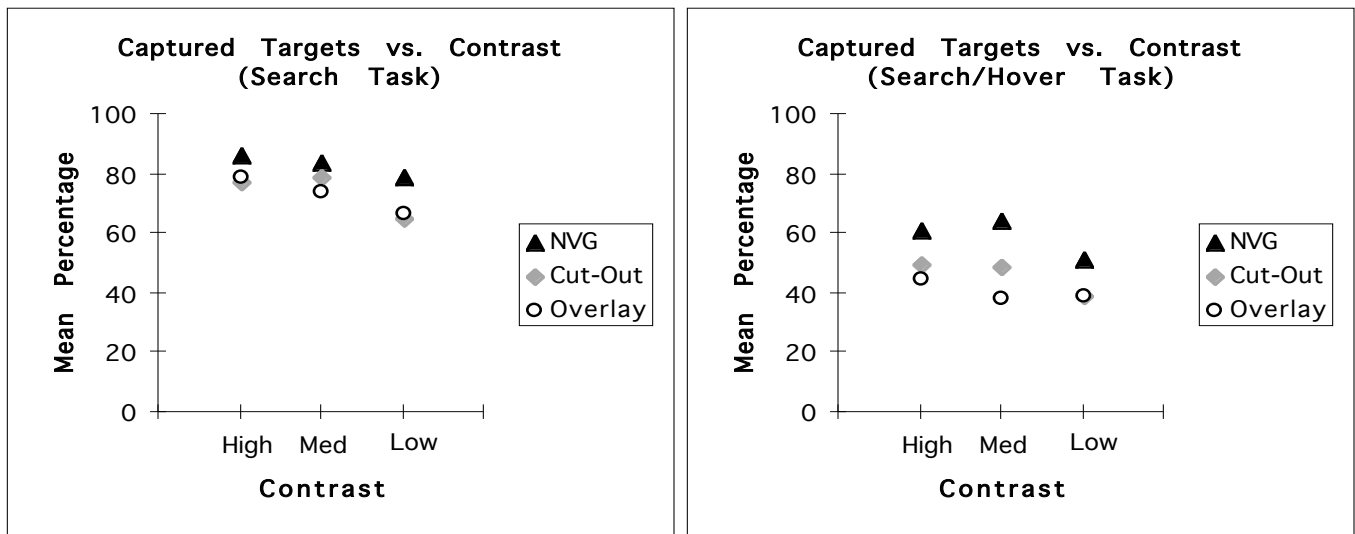 Captured Targets vs. Contrast
(Search Task)
100
80
60
40
20
0
Mean Percentage
High Med Low
Contrast
NVG
Cut-Out
Overlay
Captured Targets vs. Contrast
(Search/Hover Task)
100
80
60
40
20
0
Mean Percentage
High Med Low
Contrast
NVG
Cut-Out
Overlay